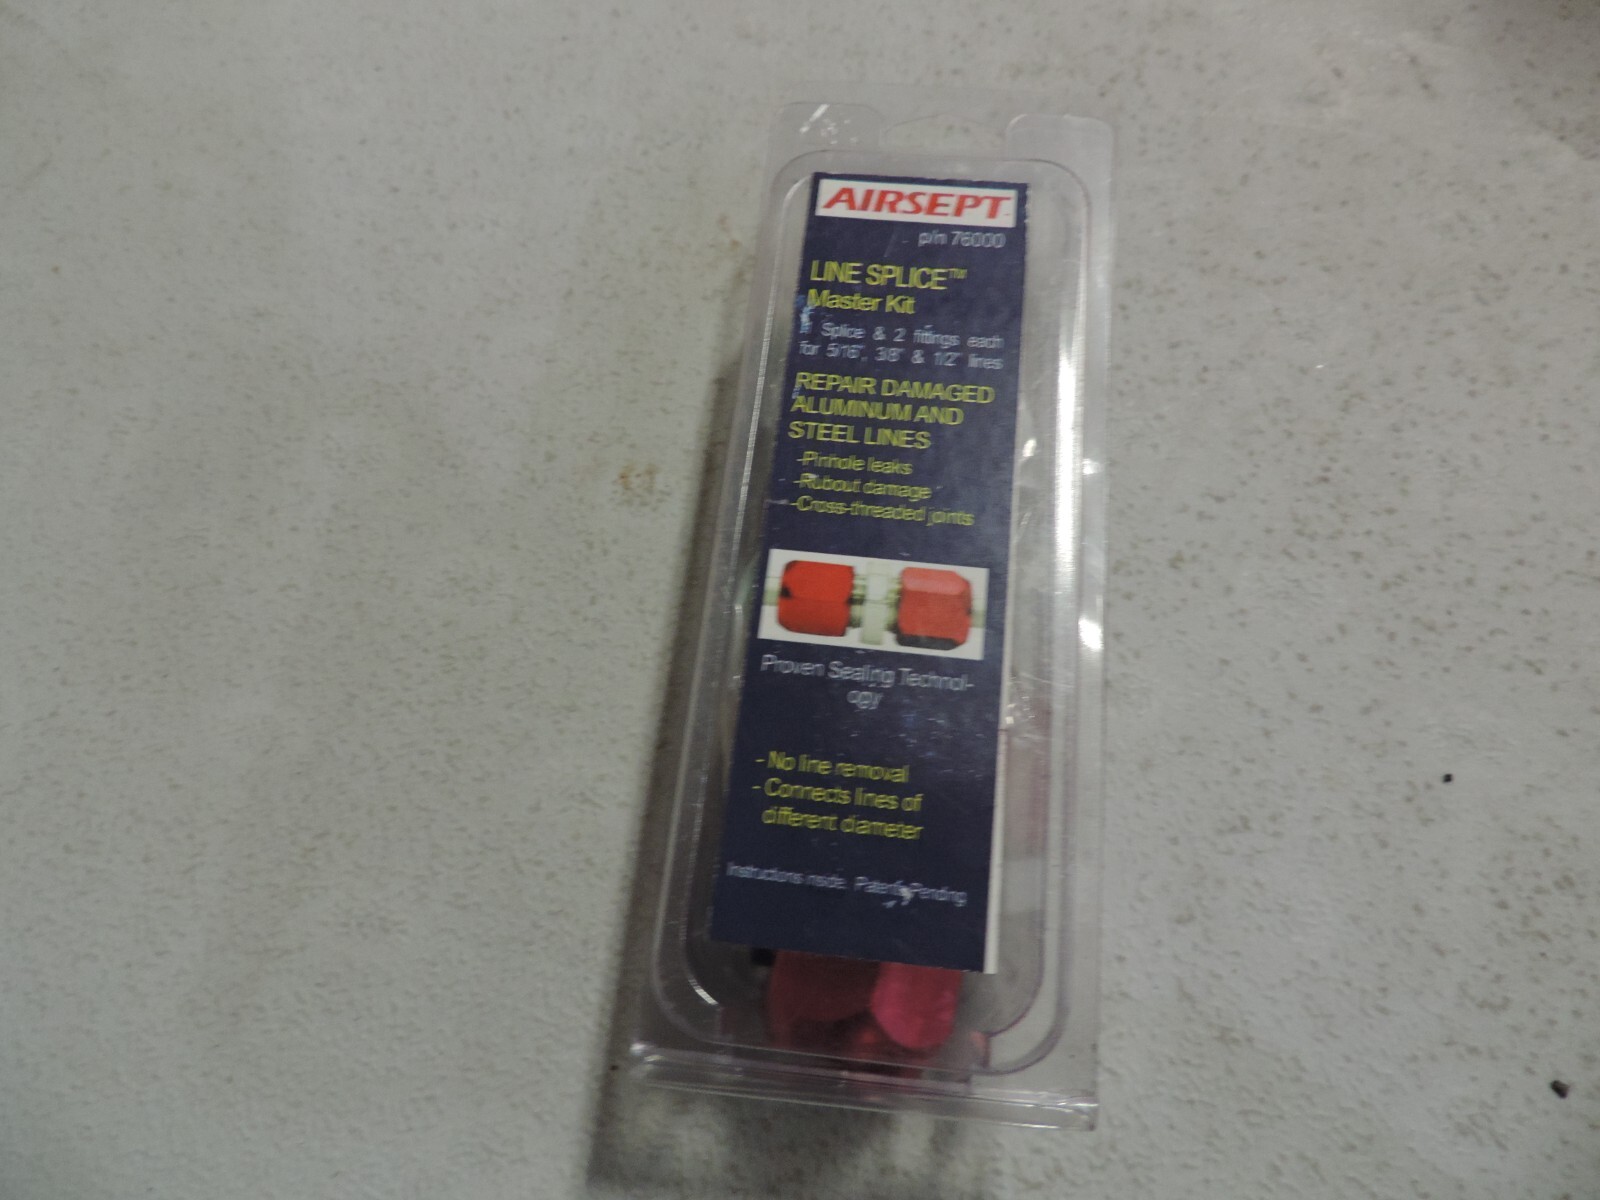 AIRSEPT
p/n 76000
LINE SPLICE™
Master Kit
Splice & 2 fittings each
for 5/16", 3/8" & 1/2" lines
REPAIR DAMAGED
ALUMINUM AND
STEEL LINES
-Pinhole leaks
-Rubout damage
-Cross-threaded joints
Proven Sealing Technol-
ogy
- No line removal
- Connects lines of
different diameter
Instructions inside. Patents Pending